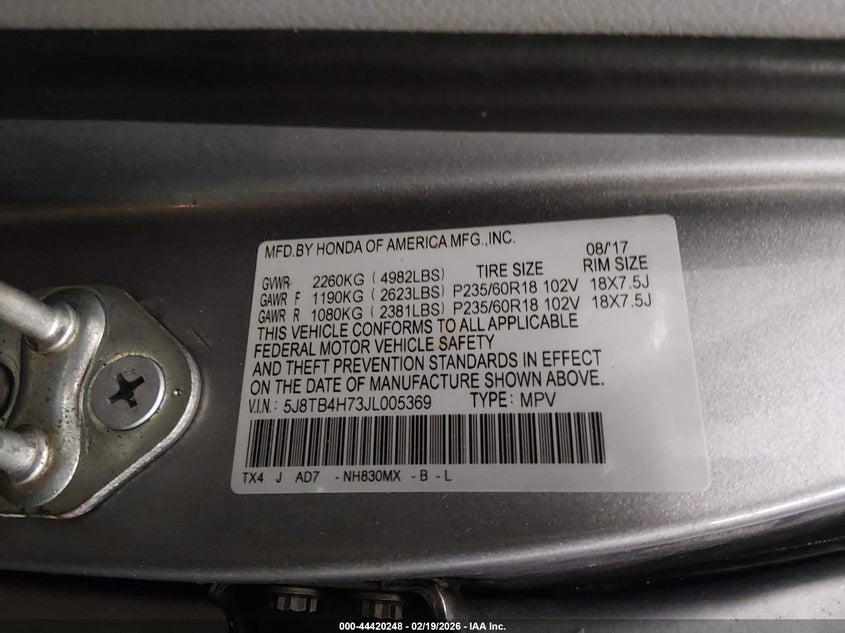 MFD.BY HONDA OF AMERICA MFG.,INC. 08/'17
GVWR 2260KG ( 4982LBS) TIRE SIZE RIM SIZE
GAWR F 1190KG ( 2623LBS) P235/60R18 102V 18X7.5J
GAWR R 1080KG ( 2381LBS) P235/60R18 102V 18X7.5J
THIS VEHICLE CONFORMS TO ALL APPLICABLE
FEDERAL MOTOR VEHICLE SAFETY
AND THEFT PREVENTION STANDARDS IN EFFECT
ON THE DATE OF MANUFACTURE SHOWN ABOVE.
V.I.N.: 5J8TB4H73JL005369 TYPE: MPV
TX4 J AD7 - NH830MX - B - L
000-44420248 - 02/19/2026 - IAA Inc.